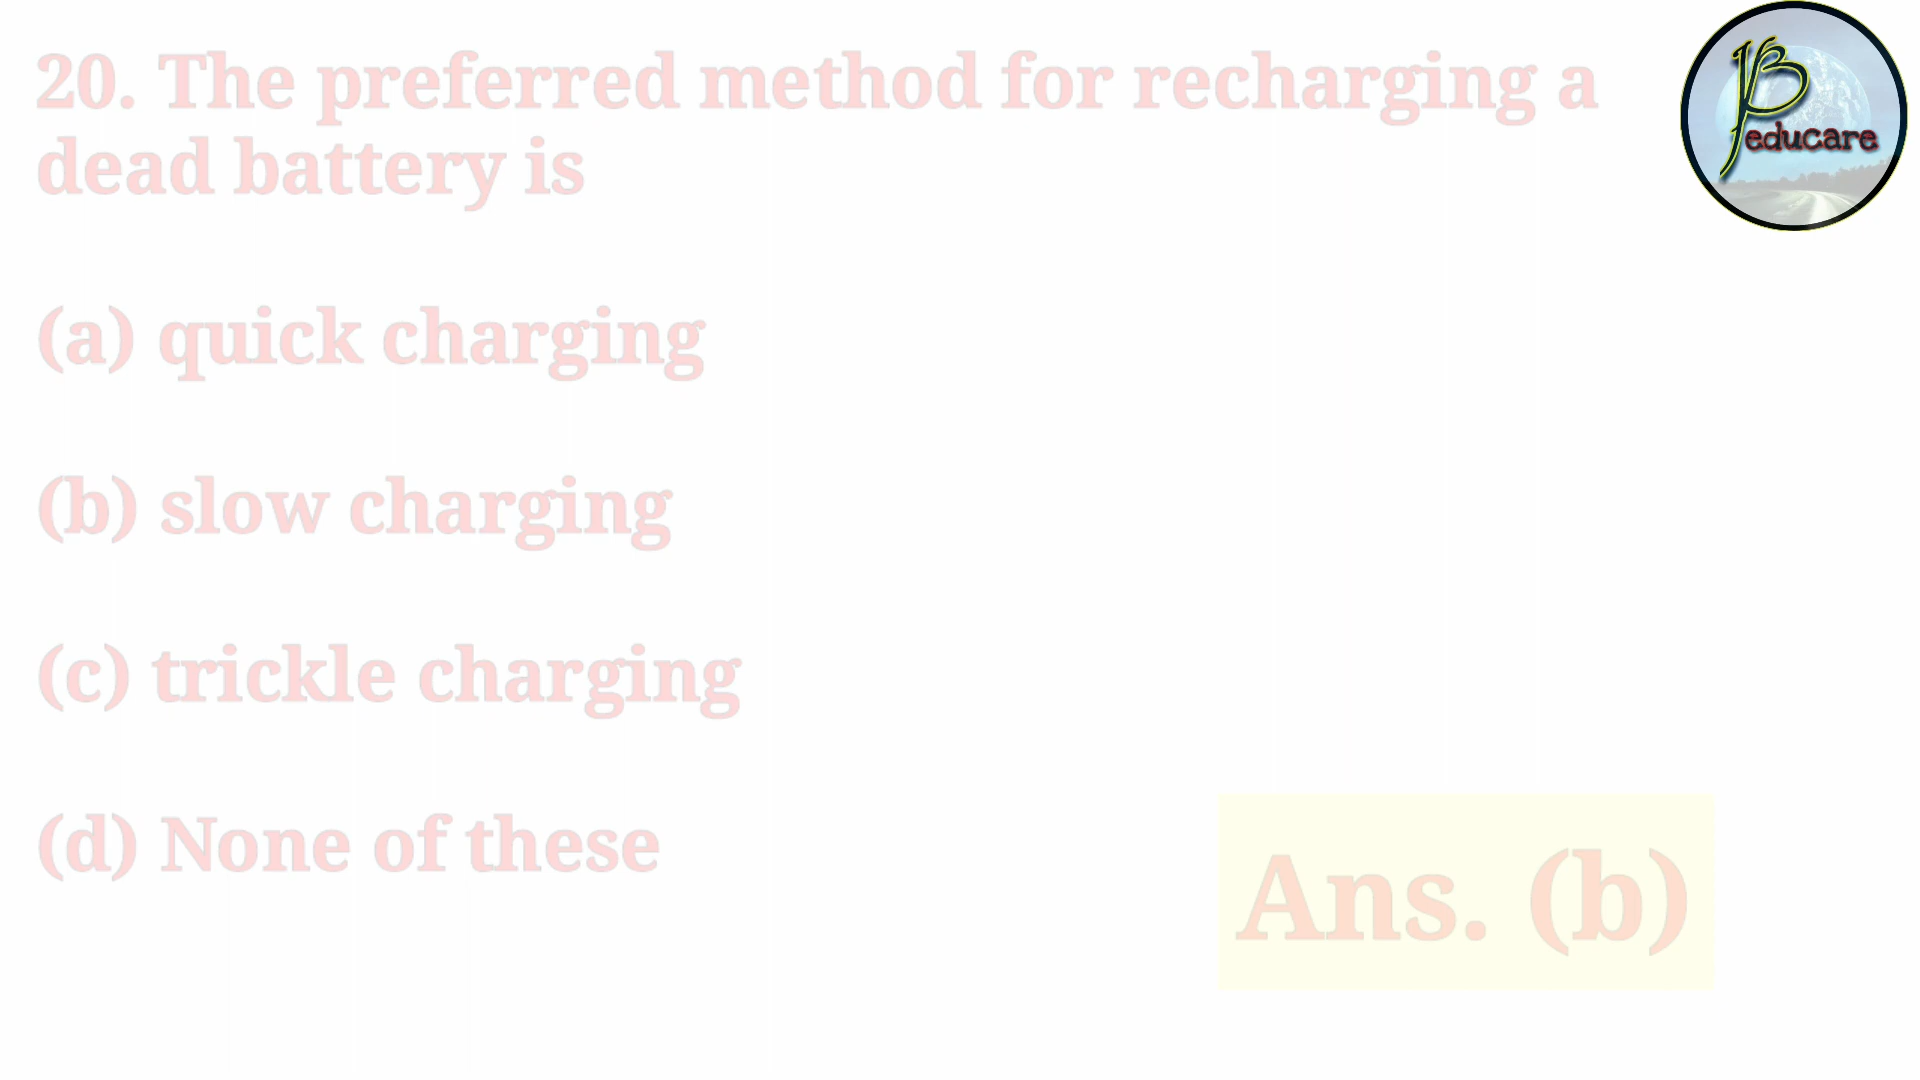 20. The preferred method for recharging a
dead battery is
(a) quick charging
(b) slow charging
(c) trickle charging
(d) None of these
Ans. (b)
educare